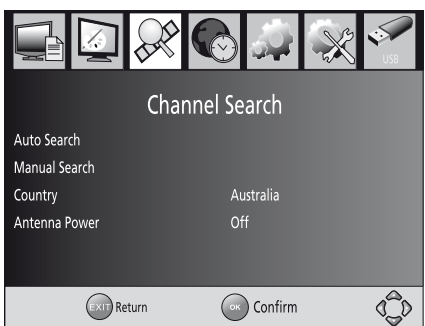 USB
Channel Search
Auto Search
Manual Search
Country Australia
Antenna Power Off
EXIT Return OK Confirm